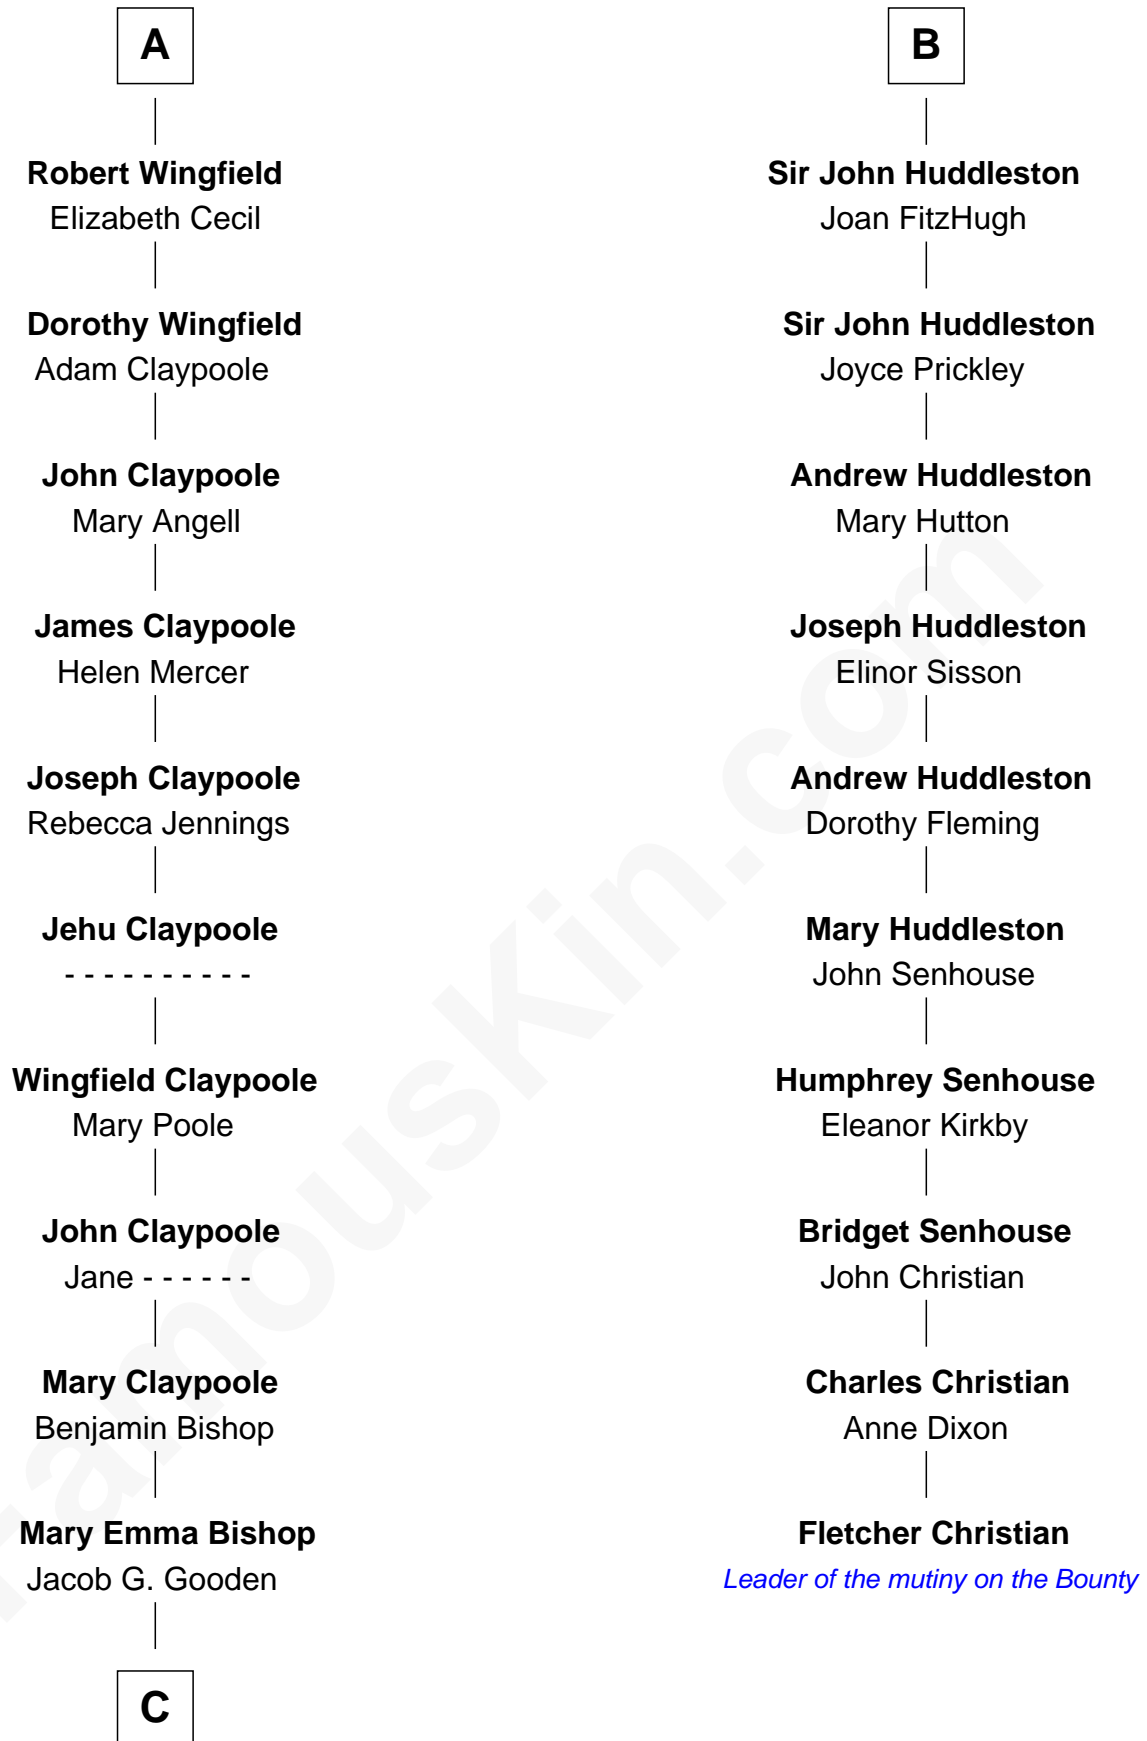 A
Robert Wingfield
Elizabeth Cecil
Dorothy Wingfield
Adam Claypoole
John Claypoole
Mary Angell
James Claypoole
Helen Mercer
Joseph Claypoole
Rebecca Jennings
Jehu Claypoole
- - - - - - - - - -
Wingfield Claypoole
Mary Poole
John Claypoole
Jane - - - - - -
Mary Claypoole
Benjamin Bishop
Mary Emma Bishop
Jacob G. Gooden
C
B
Sir John Huddleston
Joan FitzHugh
Sir John Huddleston
Joyce Prickley
Andrew Huddleston
Mary Hutton
Joseph Huddleston
Elinor Sisson
Andrew Huddleston
Dorothy Fleming
Mary Huddleston
John Senhouse
Humphrey Senhouse
Eleanor Kirkby
Bridget Senhouse
John Christian
Charles Christian
Anne Dixon
Fletcher Christian
Leader of the mutiny on the Bounty
FamousKin.com